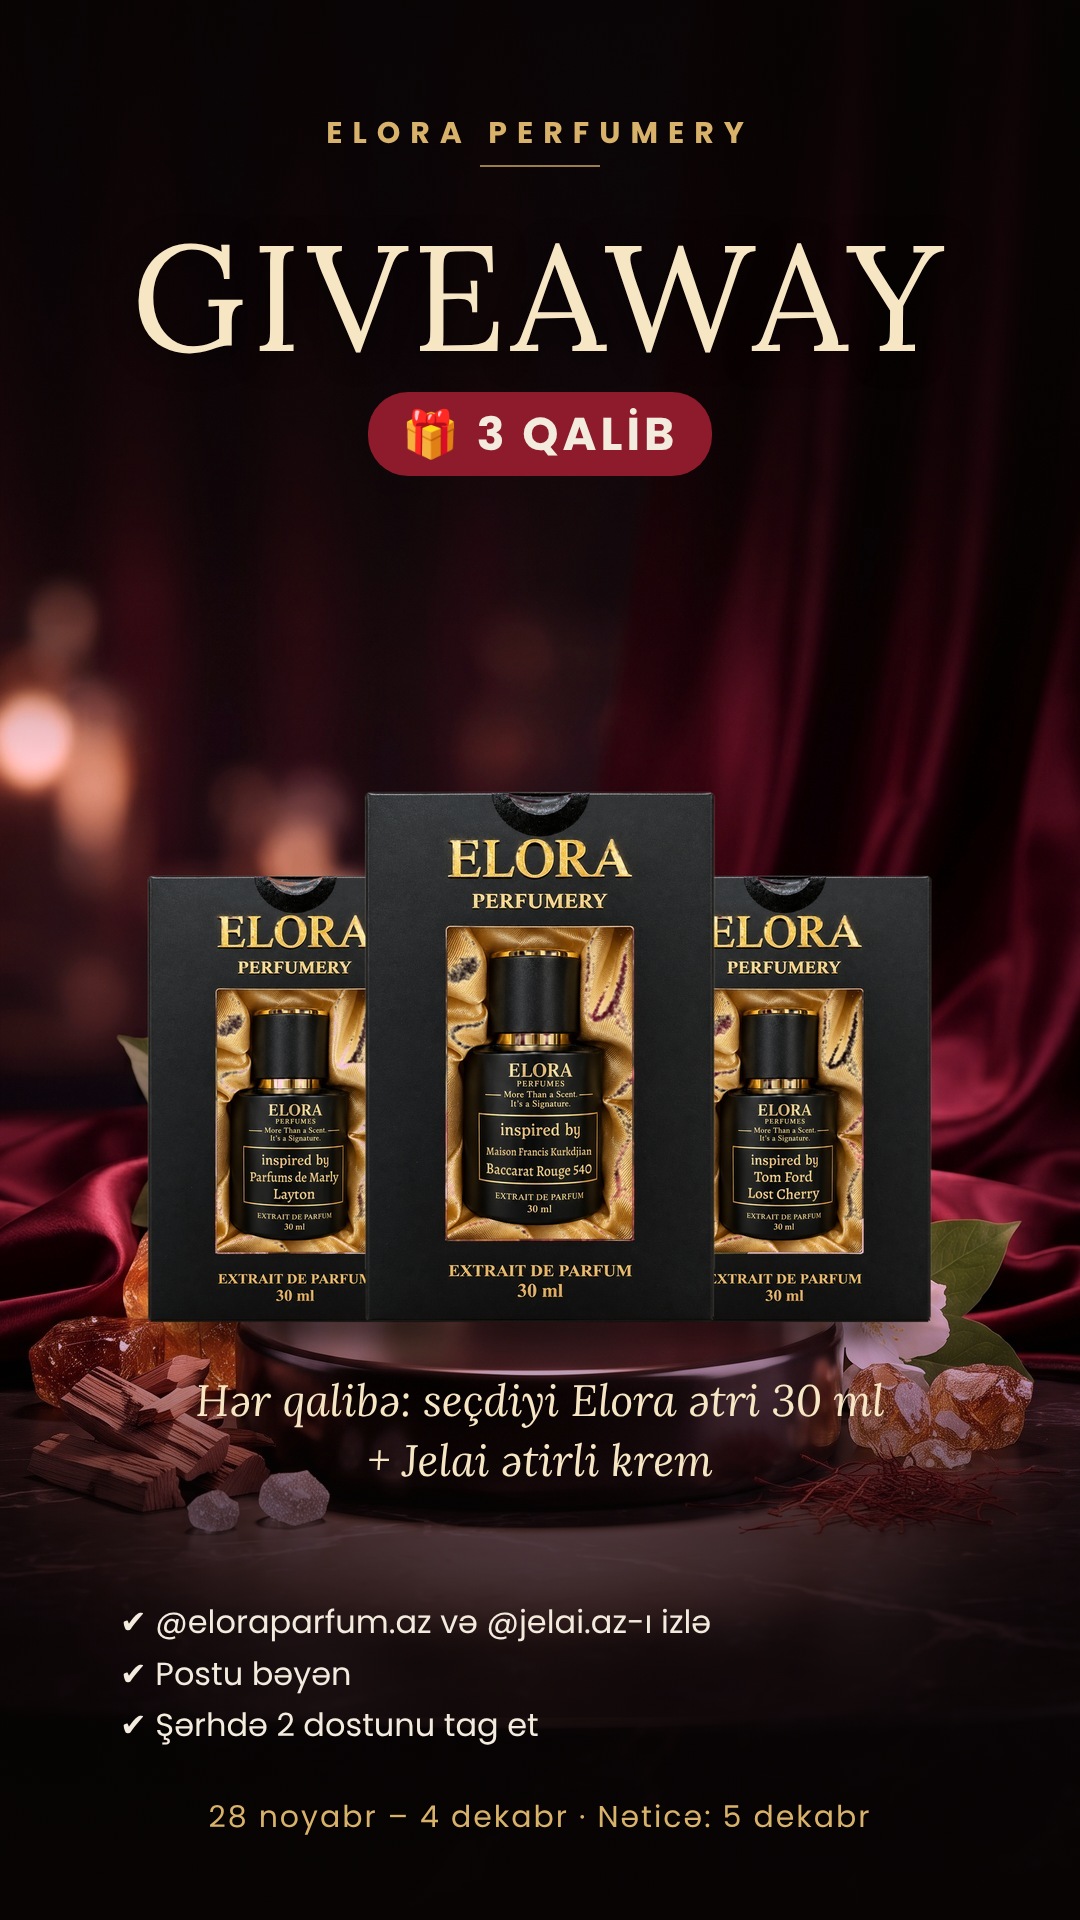 ELORA PERFUMERY
GIVEAWAY
🎁 3 QALİB
ELORA
PERFUMERY
ELORA
PERFUMES
More Than a Scent.
It's a Signature.
inspired by
Parfums de Marly
Layton
EXTRAIT DE PARFUM
30 ml
EXTRAIT DE PARFUM
30 ml
ELORA
PERFUMERY
ELORA
PERFUMES
More Than a Scent.
It's a Signature.
inspired by
Maison Francis Kurkdjian
Baccarat Rouge 540
EXTRAIT DE PARFUM
30 ml
EXTRAIT DE PARFUM
30 ml
ELORA
PERFUMERY
ELORA
PERFUMES
More Than a Scent.
It's a Signature.
inspired by
Tom Ford
Lost Cherry
EXTRAIT DE PARFUM
30 ml
EXTRAIT DE PARFUM
30 ml
Hər qalibə: seçdiyi Elora ətri 30 ml
+ Jelai ətirli krem
✔ @eloraparfum.az və @jelai.az-ı izlə
✔ Postu bəyən
✔ Şərhdə 2 dostunu tag et
28 noyabr – 4 dekabr · Nəticə: 5 dekabr